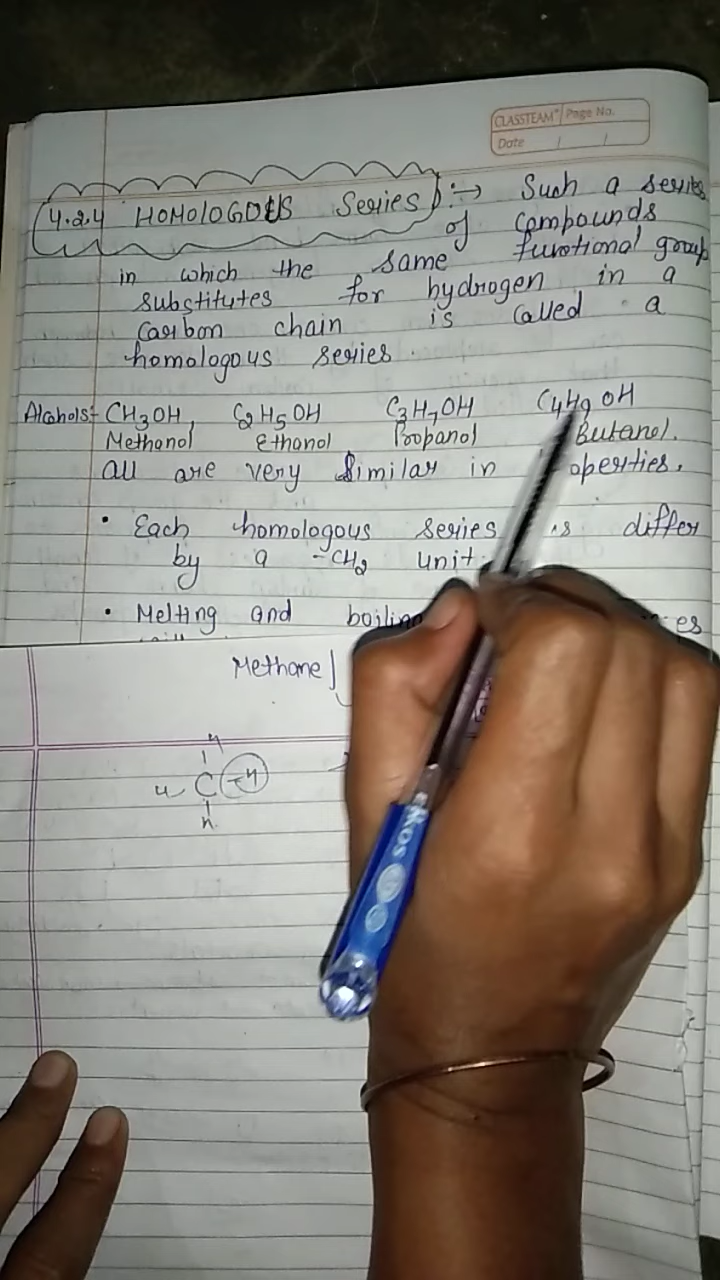 CLASSTEAM Page No.
Date / /
4.2.4 HOMOLOGOUS Series :→ Such a series
of compounds
in which the same functional group
substitutes for hydrogen in a
carbon chain is called a
homologous series.
Alcohols:- CH3OH, C2H5OH C3H7OH C4H9OH
Methanol Ethanol Propanol Butanol.
all are very similar in operties.
• Each homologous series is differ
by a -CH2 unit.
• Melting and boilin es
Methane
H
H C -H
H